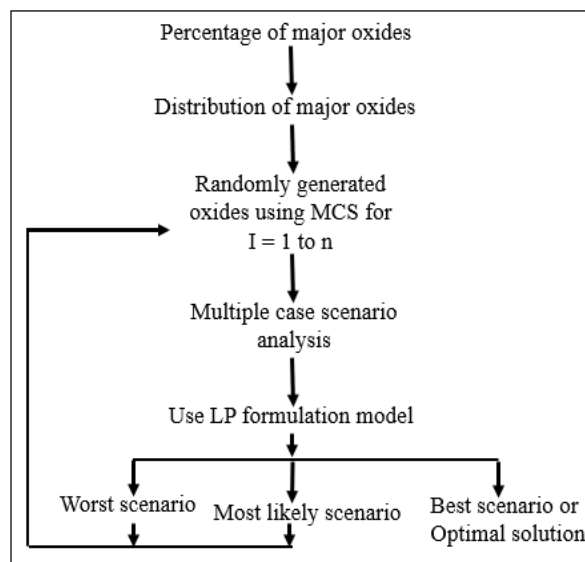 Percentage of major oxides
Distribution of major oxides
Randomly generated
oxides using MCS for
I = 1 to n
Multiple case scenario
analysis
Use LP formulation model
Worst scenario
Most likely scenario
Best scenario or
Optimal solution